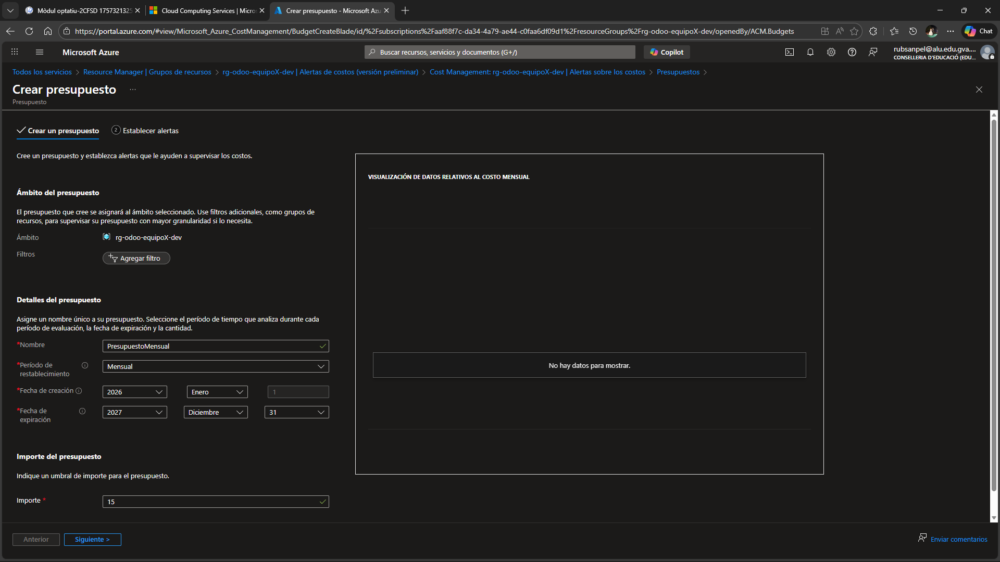 Mòdul optatiu-2CFSD 1757321325
Cloud Computing Services | Micros
Crear presupuesto - Microsoft Azu
https://portal.azure.com/#view/Microsoft_Azure_CostManagement/BudgetCreateBlade/id/%2Fsubscriptions%2Faaf88f7c-da34-4a79-ae44-c0faa6df09d1%2FresourceGroups%2Frg-odoo-equipoX-dev/openedBy/ACM.Budgets
Chat
Microsoft Azure
Buscar recursos, servicios y documentos (G+/)
Copilot
rubsanpel@alu.edu.gva....
CONSELLERIA D'EDUCACIÓ (EDU...
Todos los servicios > Resource Manager | Grupos de recursos > rg-odoo-equipoX-dev | Alertas de costos (versión preliminar) > Cost Management: rg-odoo-equipoX-dev | Alertas sobre los costos > Presupuestos >
Crear presupuesto ...
Presupuesto
Crear un presupuesto
2 Establecer alertas
Cree un presupuesto y establezca alertas que le ayuden a supervisar los costos.
Ámbito del presupuesto
El presupuesto que cree se asignará al ámbito seleccionado. Use filtros adicionales, como grupos de
recursos, para supervisar su presupuesto con mayor granularidad si lo necesita.
Ámbito
rg-odoo-equipoX-dev
Filtros
Agregar filtro
Detalles del presupuesto
Asigne un nombre único a su presupuesto. Seleccione el período de tiempo que analiza durante cada
período de evaluación, la fecha de expiración y la cantidad.
*Nombre
PresupuestoMensual
*Período de
restablecimiento
Mensual
*Fecha de creación
2026
Enero
1
*Fecha de
expiración
2027
Diciembre
31
Importe del presupuesto
Indique un umbral de importe para el presupuesto.
Importe *
15
VISUALIZACIÓN DE DATOS RELATIVOS AL COSTO MENSUAL
No hay datos para mostrar.
Anterior
Siguiente >
Enviar comentarios